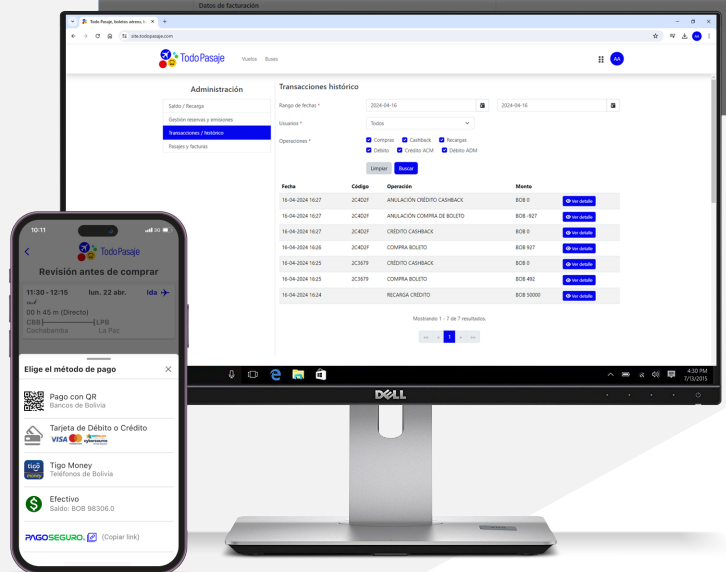 Datos de facturación
Todo Pasaje, boletos aéreos, b
site.todopasaje.com
AA
TodoPasaje
Vuelos
Buses
AA
Administración
Saldo / Recarga
Gestión reservas y emisiones
Transacciones / histórico
Pasajes y facturas
Transacciones histórico
Rango de fechas *
2024-04-16
2024-04-16
Usuarios *
Todos
Operaciones *
Compras
Cashback
Recargas
Débito
Crédito ACM
Débito ADM
Limpiar
Buscar
Fecha Código Operación Monto
16-04-2024 16:27 2C4D2F ANULACIÓN CRÉDITO CASHBACK BOB 0 Ver detalle
16-04-2024 16:27 2C4D2F ANULACIÓN COMPRA DE BOLETO BOB -927 Ver detalle
16-04-2024 16:27 2C4D2F CRÉDITO CASHBACK BOB 0 Ver detalle
16-04-2024 16:26 2C4D2F COMPRA BOLETO BOB 927 Ver detalle
16-04-2024 16:25 2C3679 CRÉDITO CASHBACK BOB 0 Ver detalle
16-04-2024 16:25 2C3679 COMPRA BOLETO BOB 492 Ver detalle
16-04-2024 16:24 RECARGA CRÉDITO BOB 50000 Ver detalle
Mostrando 1 - 7 de 7 resultados.
<< < 1 > >>
4:30 PM
7/13/2015
DELL
10:11
3G
TodoPasaje
Revisión antes de comprar
11:30 - 12:15 lun. 22 abr. Ida
00 h 45 m (Directo)
CBB LPB
Cochabamba La Paz
Elige el método de pago
Pago con QR
Bancos de Bolivia
Tarjeta de Débito o Crédito
VISA
cybersource
tigo
money
Tigo Money
Teléfonos de Bolivia
Efectivo
Saldo: BOB 98306.0
PAGOSEGURO. (Copiar link)